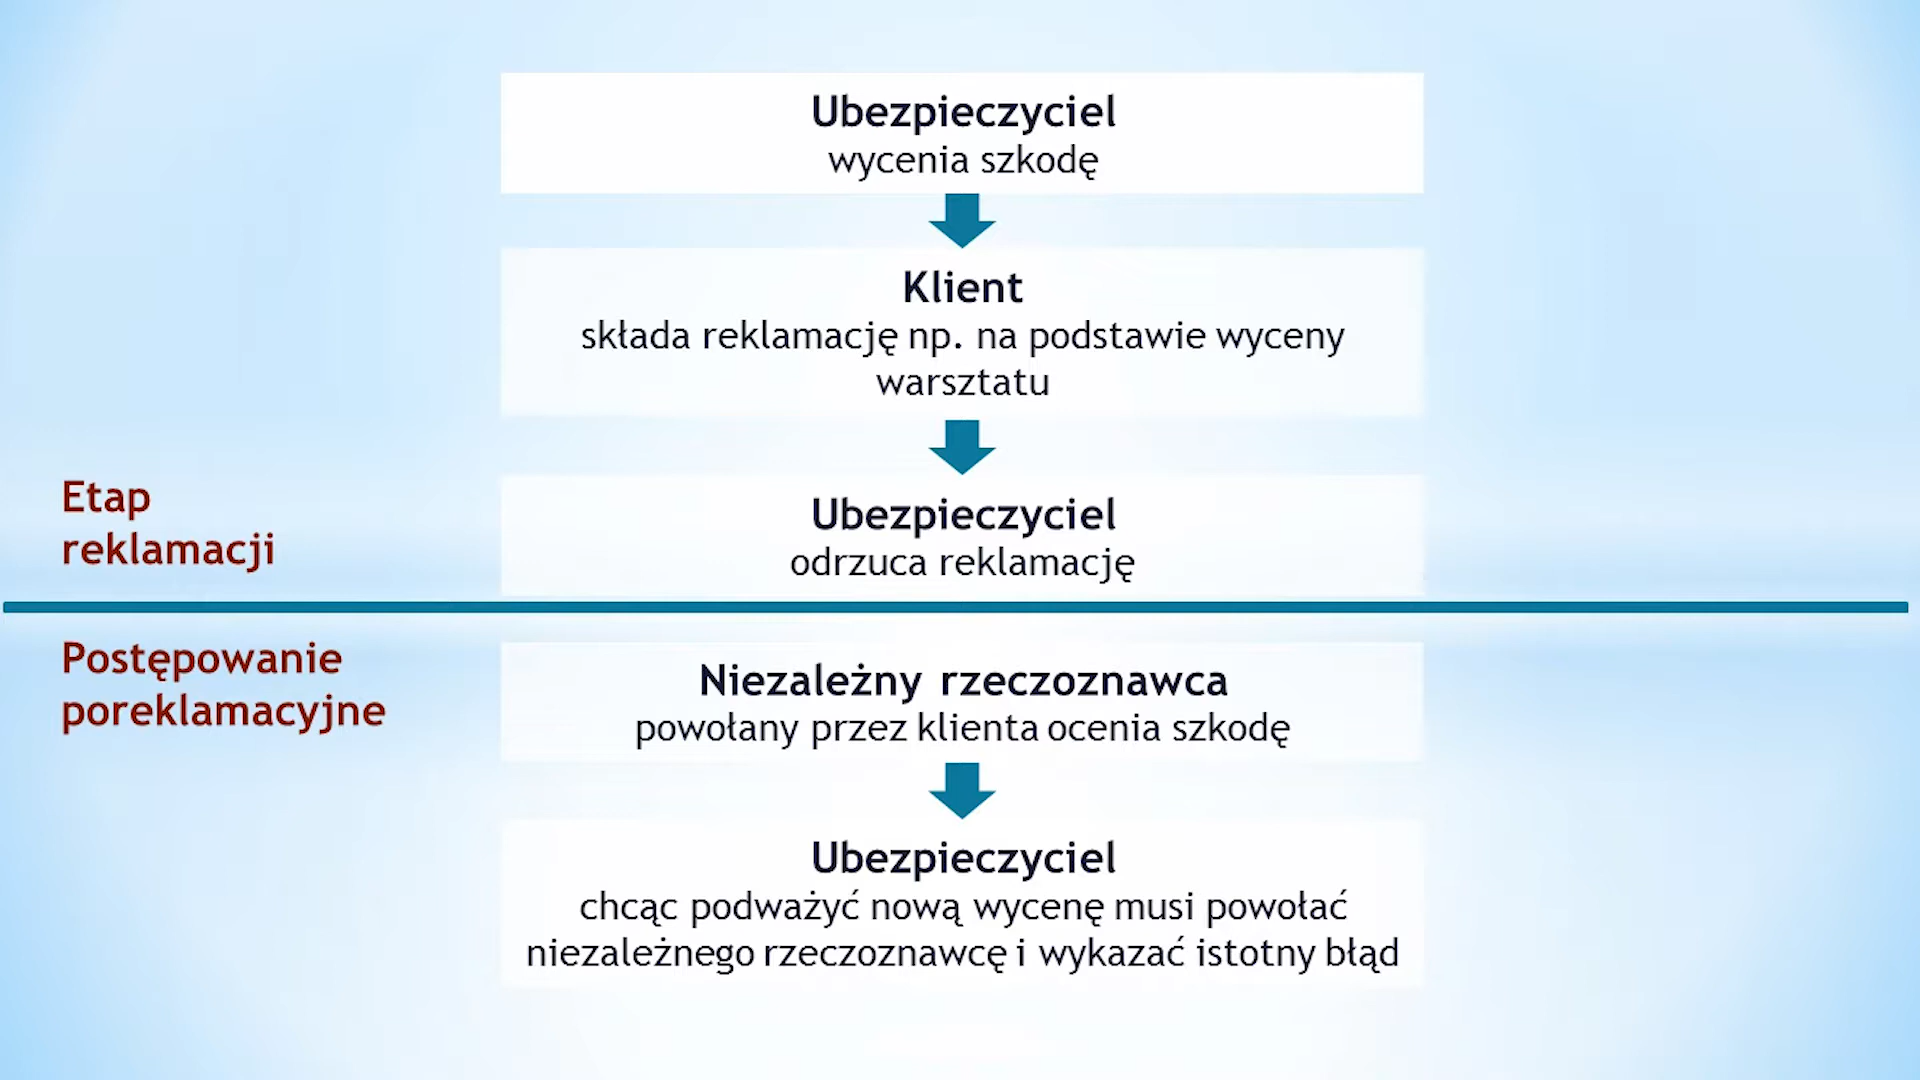 Ubezpieczyciel
wycenia szkodę
Klient
składa reklamację np. na podstawie wyceny
warsztatu
Etap
reklamacji
Ubezpieczyciel
odrzuca reklamację
Postępowanie
poreklamacyjne
Niezależny rzeczoznawca
powołany przez klienta ocenia szkodę
Ubezpieczyciel
chcąc podważyć nową wycenę musi powołać
niezależnego rzeczoznawcę i wykazać istotny błąd